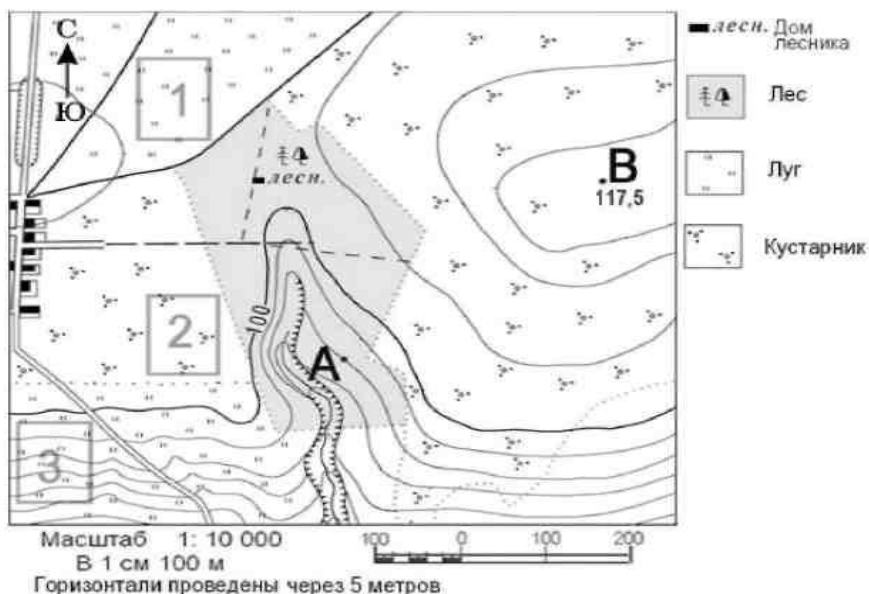 С
Ю
1
лесн.
.В
117,5
2
100
А
3
лесн. Дом
лесника
Лес
Луг
Кустарник
Масштаб 1: 10 000
В 1 см 100 м
Горизонтали проведены через 5 метров
100 0 100 200